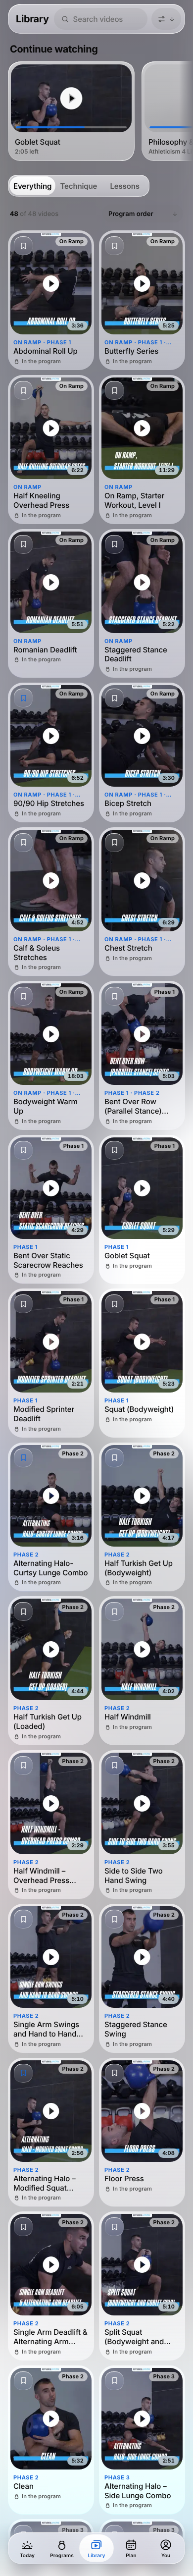 Library
Search videos
Continue watching
Goblet Squat
2:05 left
Philosophy
Athleticism
Everything
Technique
Lessons
48 of 48 videos
Program order
On Ramp
ABDOMINAL ROLL UP
3:36
ON RAMP · PHASE 1
Abdominal Roll Up
In the program
On Ramp
BUTTERFLY SERIES
5:25
ON RAMP · PHASE 1 ·...
Butterfly Series
In the program
On Ramp
HALF KNEELING OVERHEAD PRESS
6:22
ON RAMP
Half Kneeling
Overhead Press
In the program
On Ramp
ON RAMP,
STARTER WORKOUT, LEVEL I
11:29
ON RAMP
On Ramp, Starter
Workout, Level I
In the program
On Ramp
ROMANIAN DEADLIFT
5:51
ON RAMP
Romanian Deadlift
In the program
On Ramp
STAGGERED STANCE DEADLIFT
5:22
ON RAMP
Staggered Stance
Deadlift
In the program
On Ramp
90/90 HIP STRETCHES
6:52
ON RAMP · PHASE 1 ·...
90/90 Hip Stretches
In the program
On Ramp
BICEP STRETCH
3:30
ON RAMP · PHASE 1 ·...
Bicep Stretch
In the program
On Ramp
CALF & SOLEUS STRETCHES
4:52
ON RAMP · PHASE 1 ·...
Calf & Soleus
Stretches
In the program
On Ramp
CHEST STRETCH
6:29
ON RAMP · PHASE 1 ·...
Chest Stretch
In the program
On Ramp
BODYWEIGHT WARM UP
18:03
ON RAMP · PHASE 1 ·...
Bodyweight Warm
Up
In the program
Phase 1
BENT OVER ROW
(PARALLEL STANCE) SERIES
5:03
PHASE 1 · PHASE 2
Bent Over Row
(Parallel Stance)...
In the program
Phase 1
BENT OVER
STATIC SCARECROW REACHES
4:29
PHASE 1
Bent Over Static
Scarecrow Reaches
In the program
Phase 1
GOBLET SQUAT
5:29
PHASE 1
Goblet Squat
In the program
Phase 1
MODIFIED SPRINTER DEADLIFT
2:21
PHASE 1
Modified Sprinter
Deadlift
In the program
Phase 1
SQUAT (BODYWEIGHT)
5:23
PHASE 1
Squat (Bodyweight)
In the program
Phase 2
ALTERNATING
HALO-CURTSY LUNGE COMBO
3:16
PHASE 2
Alternating Halo-
Curtsy Lunge Combo
In the program
Phase 2
HALF TURKISH
GET UP (BODYWEIGHT)
4:17
PHASE 2
Half Turkish Get Up
(Bodyweight)
In the program
Phase 2
HALF TURKISH
GET UP (LOADED)
4:44
PHASE 2
Half Turkish Get Up
(Loaded)
In the program
Phase 2
HALF WINDMILL
4:02
PHASE 2
Half Windmill
In the program
Phase 2
HALF WINDMILL -
OVERHEAD PRESS COMBO
2:29
PHASE 2
Half Windmill –
Overhead Press...
In the program
Phase 2
SIDE TO SIDE TWO HAND SWING
3:55
PHASE 2
Side to Side Two
Hand Swing
In the program
Phase 2
SINGLE ARM SWINGS
AND HAND TO HAND
5:10
PHASE 2
Single Arm Swings
and Hand to Hand...
In the program
Phase 2
STAGGERED STANCE SWING
4:40
PHASE 2
Staggered Stance
Swing
In the program
Phase 2
ALTERNATING
HALO - MODIFIED SQUAT
2:56
PHASE 2
Alternating Halo –
Modified Squat...
In the program
Phase 2
FLOOR PRESS
4:08
PHASE 2
Floor Press
In the program
Phase 2
SINGLE ARM DEADLIFT
& ALTERNATING ARM
6:05
PHASE 2
Single Arm Deadlift &
Alternating Arm...
In the program
Phase 2
SPLIT SQUAT
(BODYWEIGHT AND GOBLET)
5:10
PHASE 2
Split Squat
(Bodyweight and...
In the program
Phase 2
CLEAN
5:32
PHASE 2
Clean
In the program
Phase 3
ALTERNATING
HALO - SIDE LUNGE COMBO
2:51
PHASE 3
Alternating Halo –
Side Lunge Combo
In the program
Phase 3
Phase 3
Today
Programs
Library
Plan
You